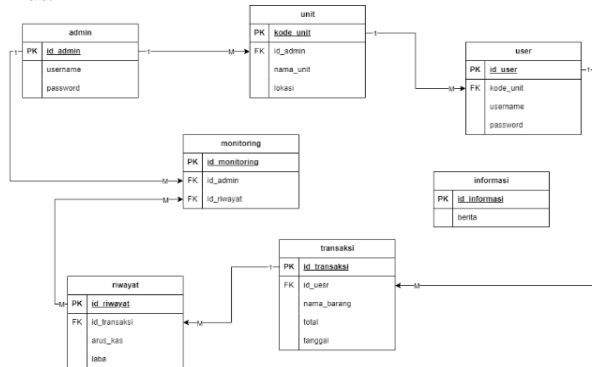 unit
PK kode_unit
FK id_admin
nama_unit
lokasi
admin
PK id_admin
username
password
user
PK id_user
FK kode_unit
username
password
1
M
1
M
1
monitoring
PK id_monitoring
FK id_admin
FK id_riwayat
M
M
informasi
PK id_informasi
berita
transaksi
PK id_transaksi
FK id_uesr
nama_barang
total
tanggal
1
M
riwayat
PK id_riwayat
FK id_transaksi
arus_kas
laba
M
M
1